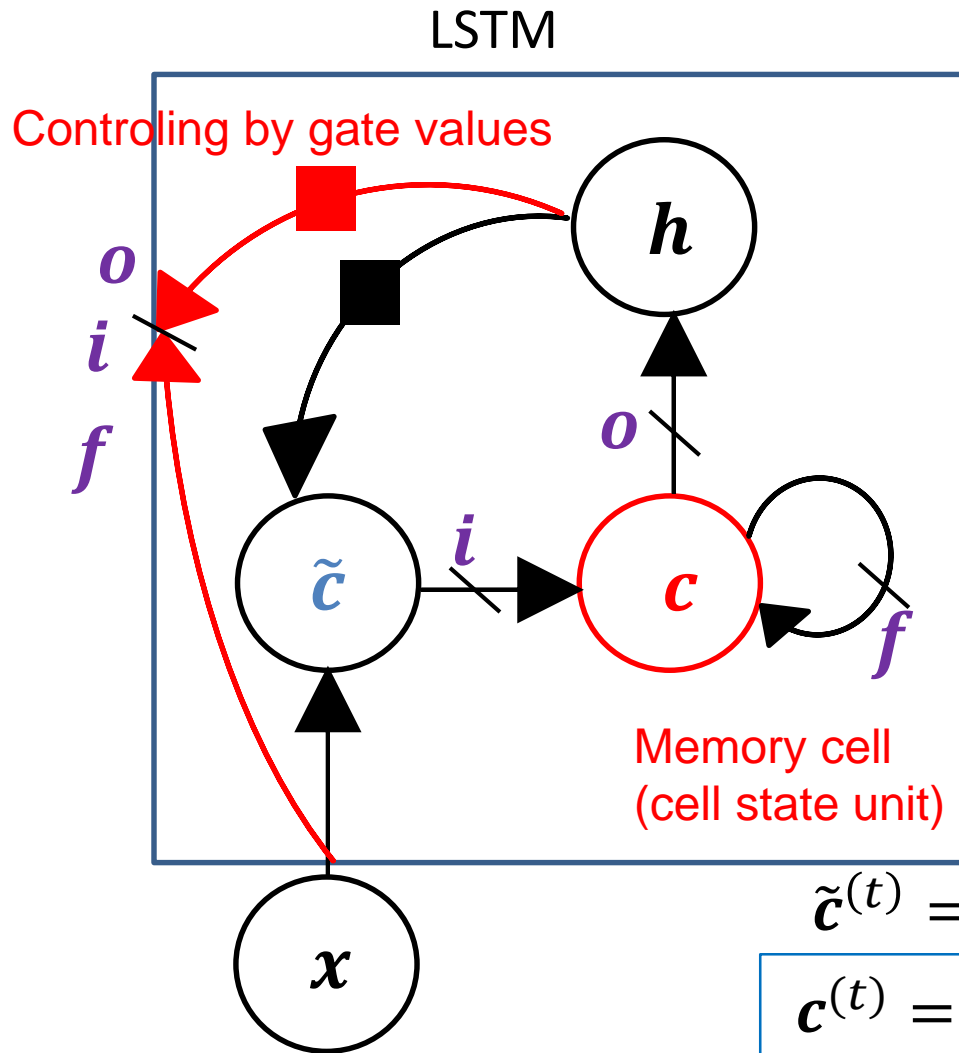 LSTM
Controling by gate values
h
o
i
f
o
c̃
i
c
f
Memory cell
(cell state unit)
x
c̃^(t) =
c^(t) =